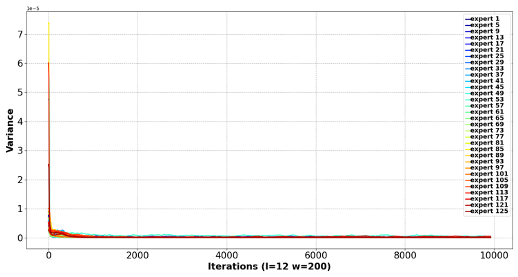 1e−5
7
6
5
4
3
2
1
0
Variance
0 2000 4000 6000 8000 10000
Iterations (l=12 w=200)
expert 1
expert 5
expert 9
expert 13
expert 17
expert 21
expert 25
expert 29
expert 33
expert 37
expert 41
expert 45
expert 49
expert 53
expert 57
expert 61
expert 65
expert 69
expert 73
expert 77
expert 81
expert 85
expert 89
expert 93
expert 97
expert 101
expert 105
expert 109
expert 113
expert 117
expert 121
expert 125